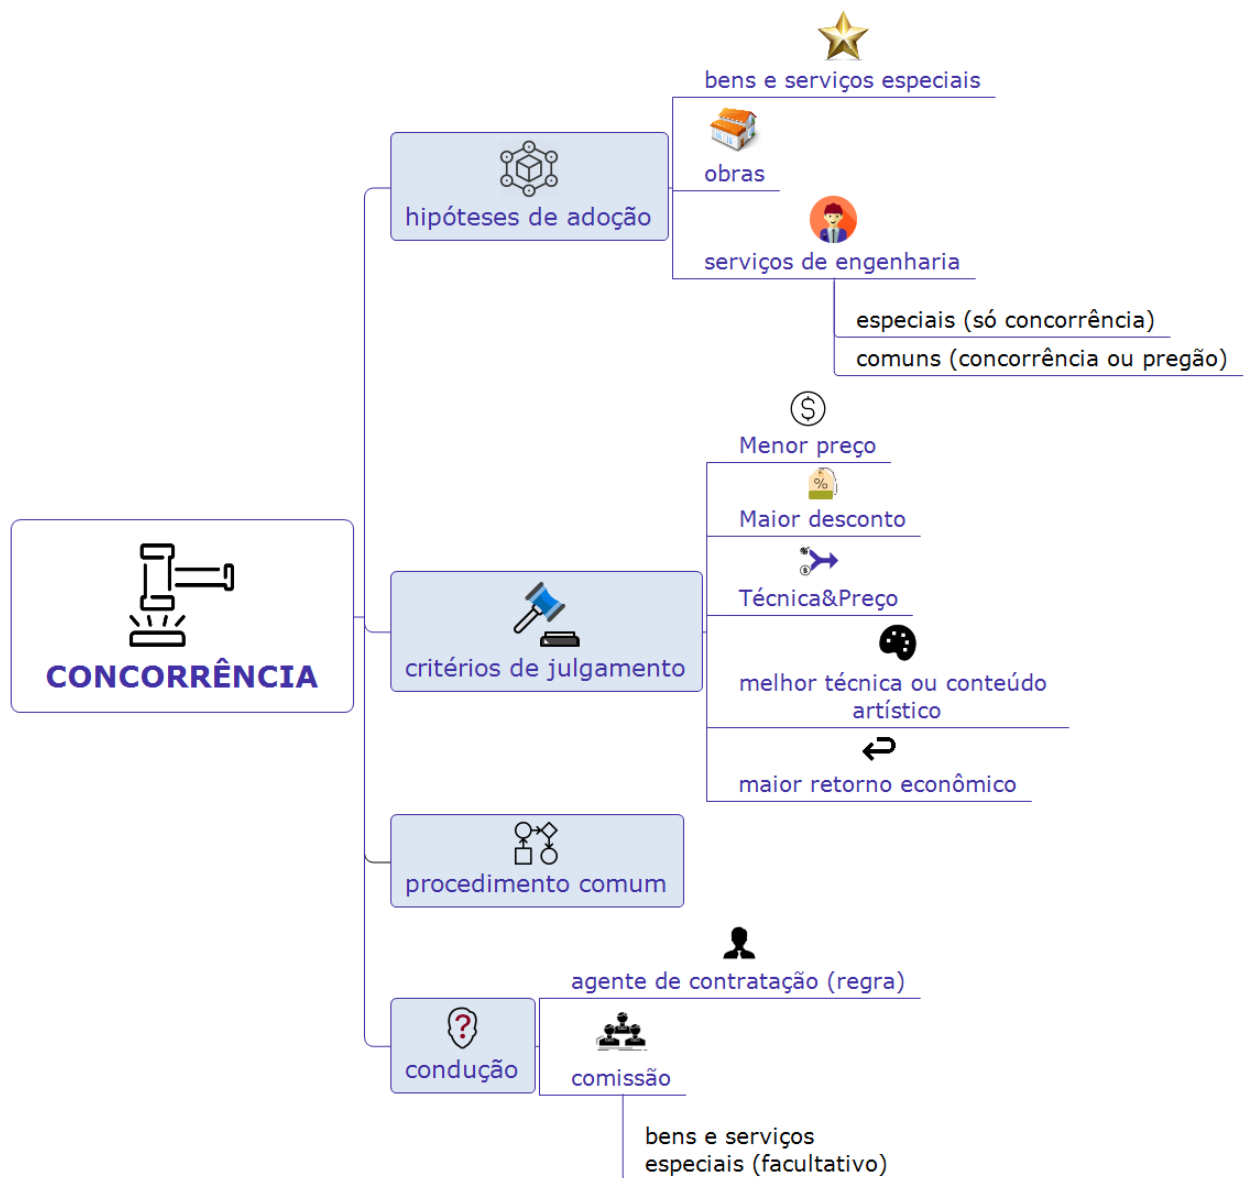 bens e serviços especiais
obras
hipóteses de adoção
serviços de engenharia
especiais (só concorrência)
comuns (concorrência ou pregão)
$
Menor preço
%
Maior desconto
$
Técnica&Preço
CONCORRÊNCIA
critérios de julgamento
melhor técnica ou conteúdo
artístico
maior retorno econômico
procedimento comum
agente de contratação (regra)
?
condução
comissão
bens e serviços
especiais (facultativo)